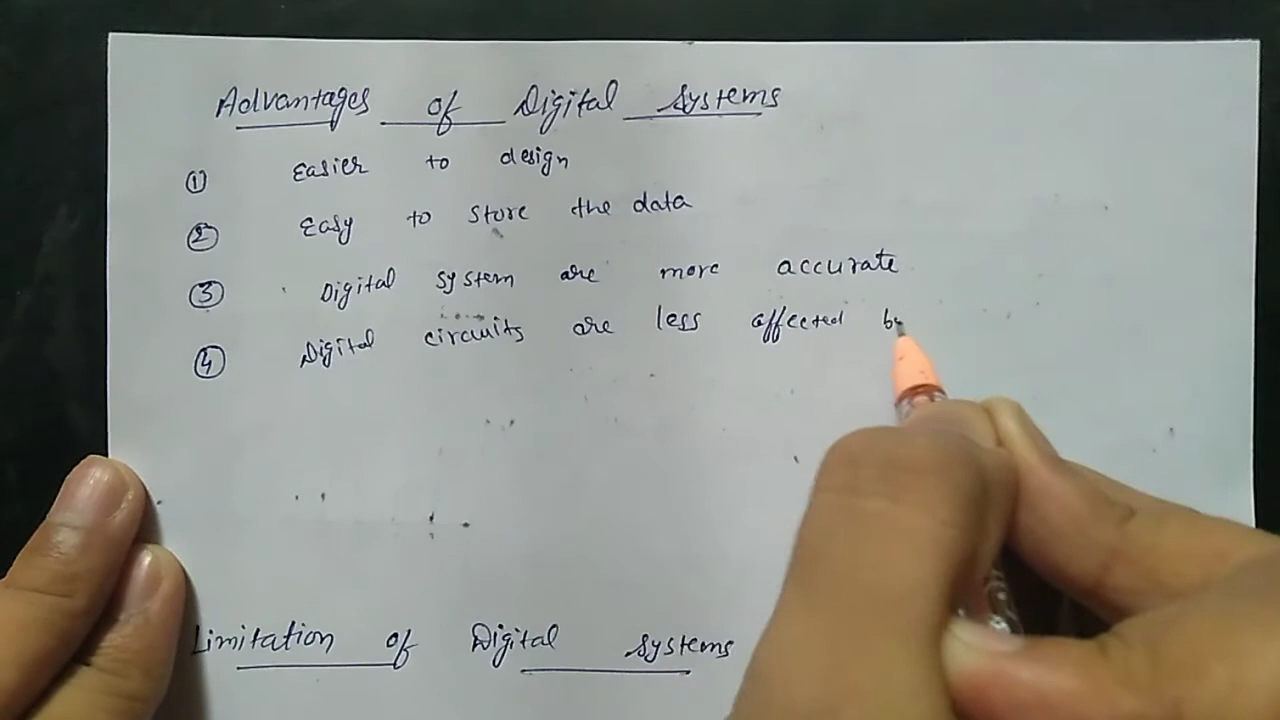 Advantages of Digital Systems
① Easier to design
② Easy to store the data
③ Digital system are more accurate
④ Digital circuits are less affected by
Limitation of Digital Systems